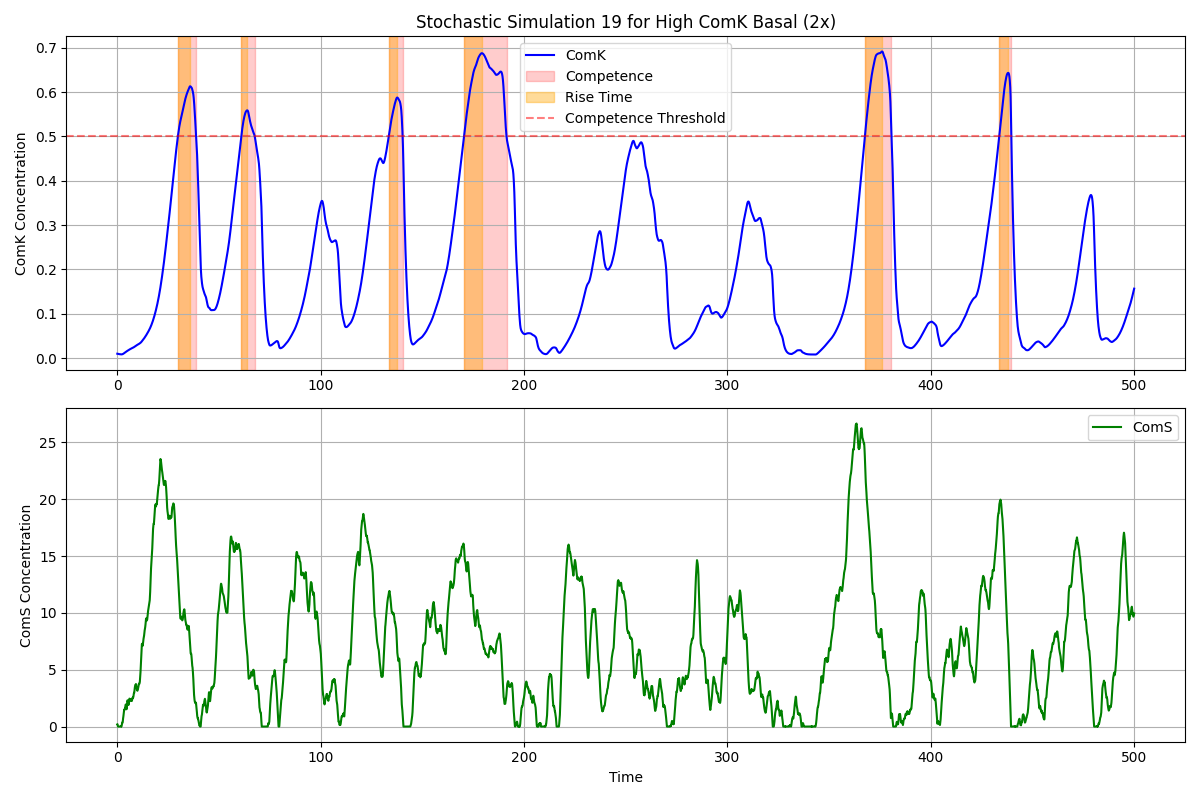 Stochastic Simulation 19 for High ComK Basal (2x)
ComK Concentration
0.7
0.6
0.5
0.4
0.3
0.2
0.1
0.0
ComK
Competence
Rise Time
Competence Threshold
0 100 200 300 400 500
ComS Concentration
25
20
15
10
5
0
ComS
0 100 200 300 400 500
Time